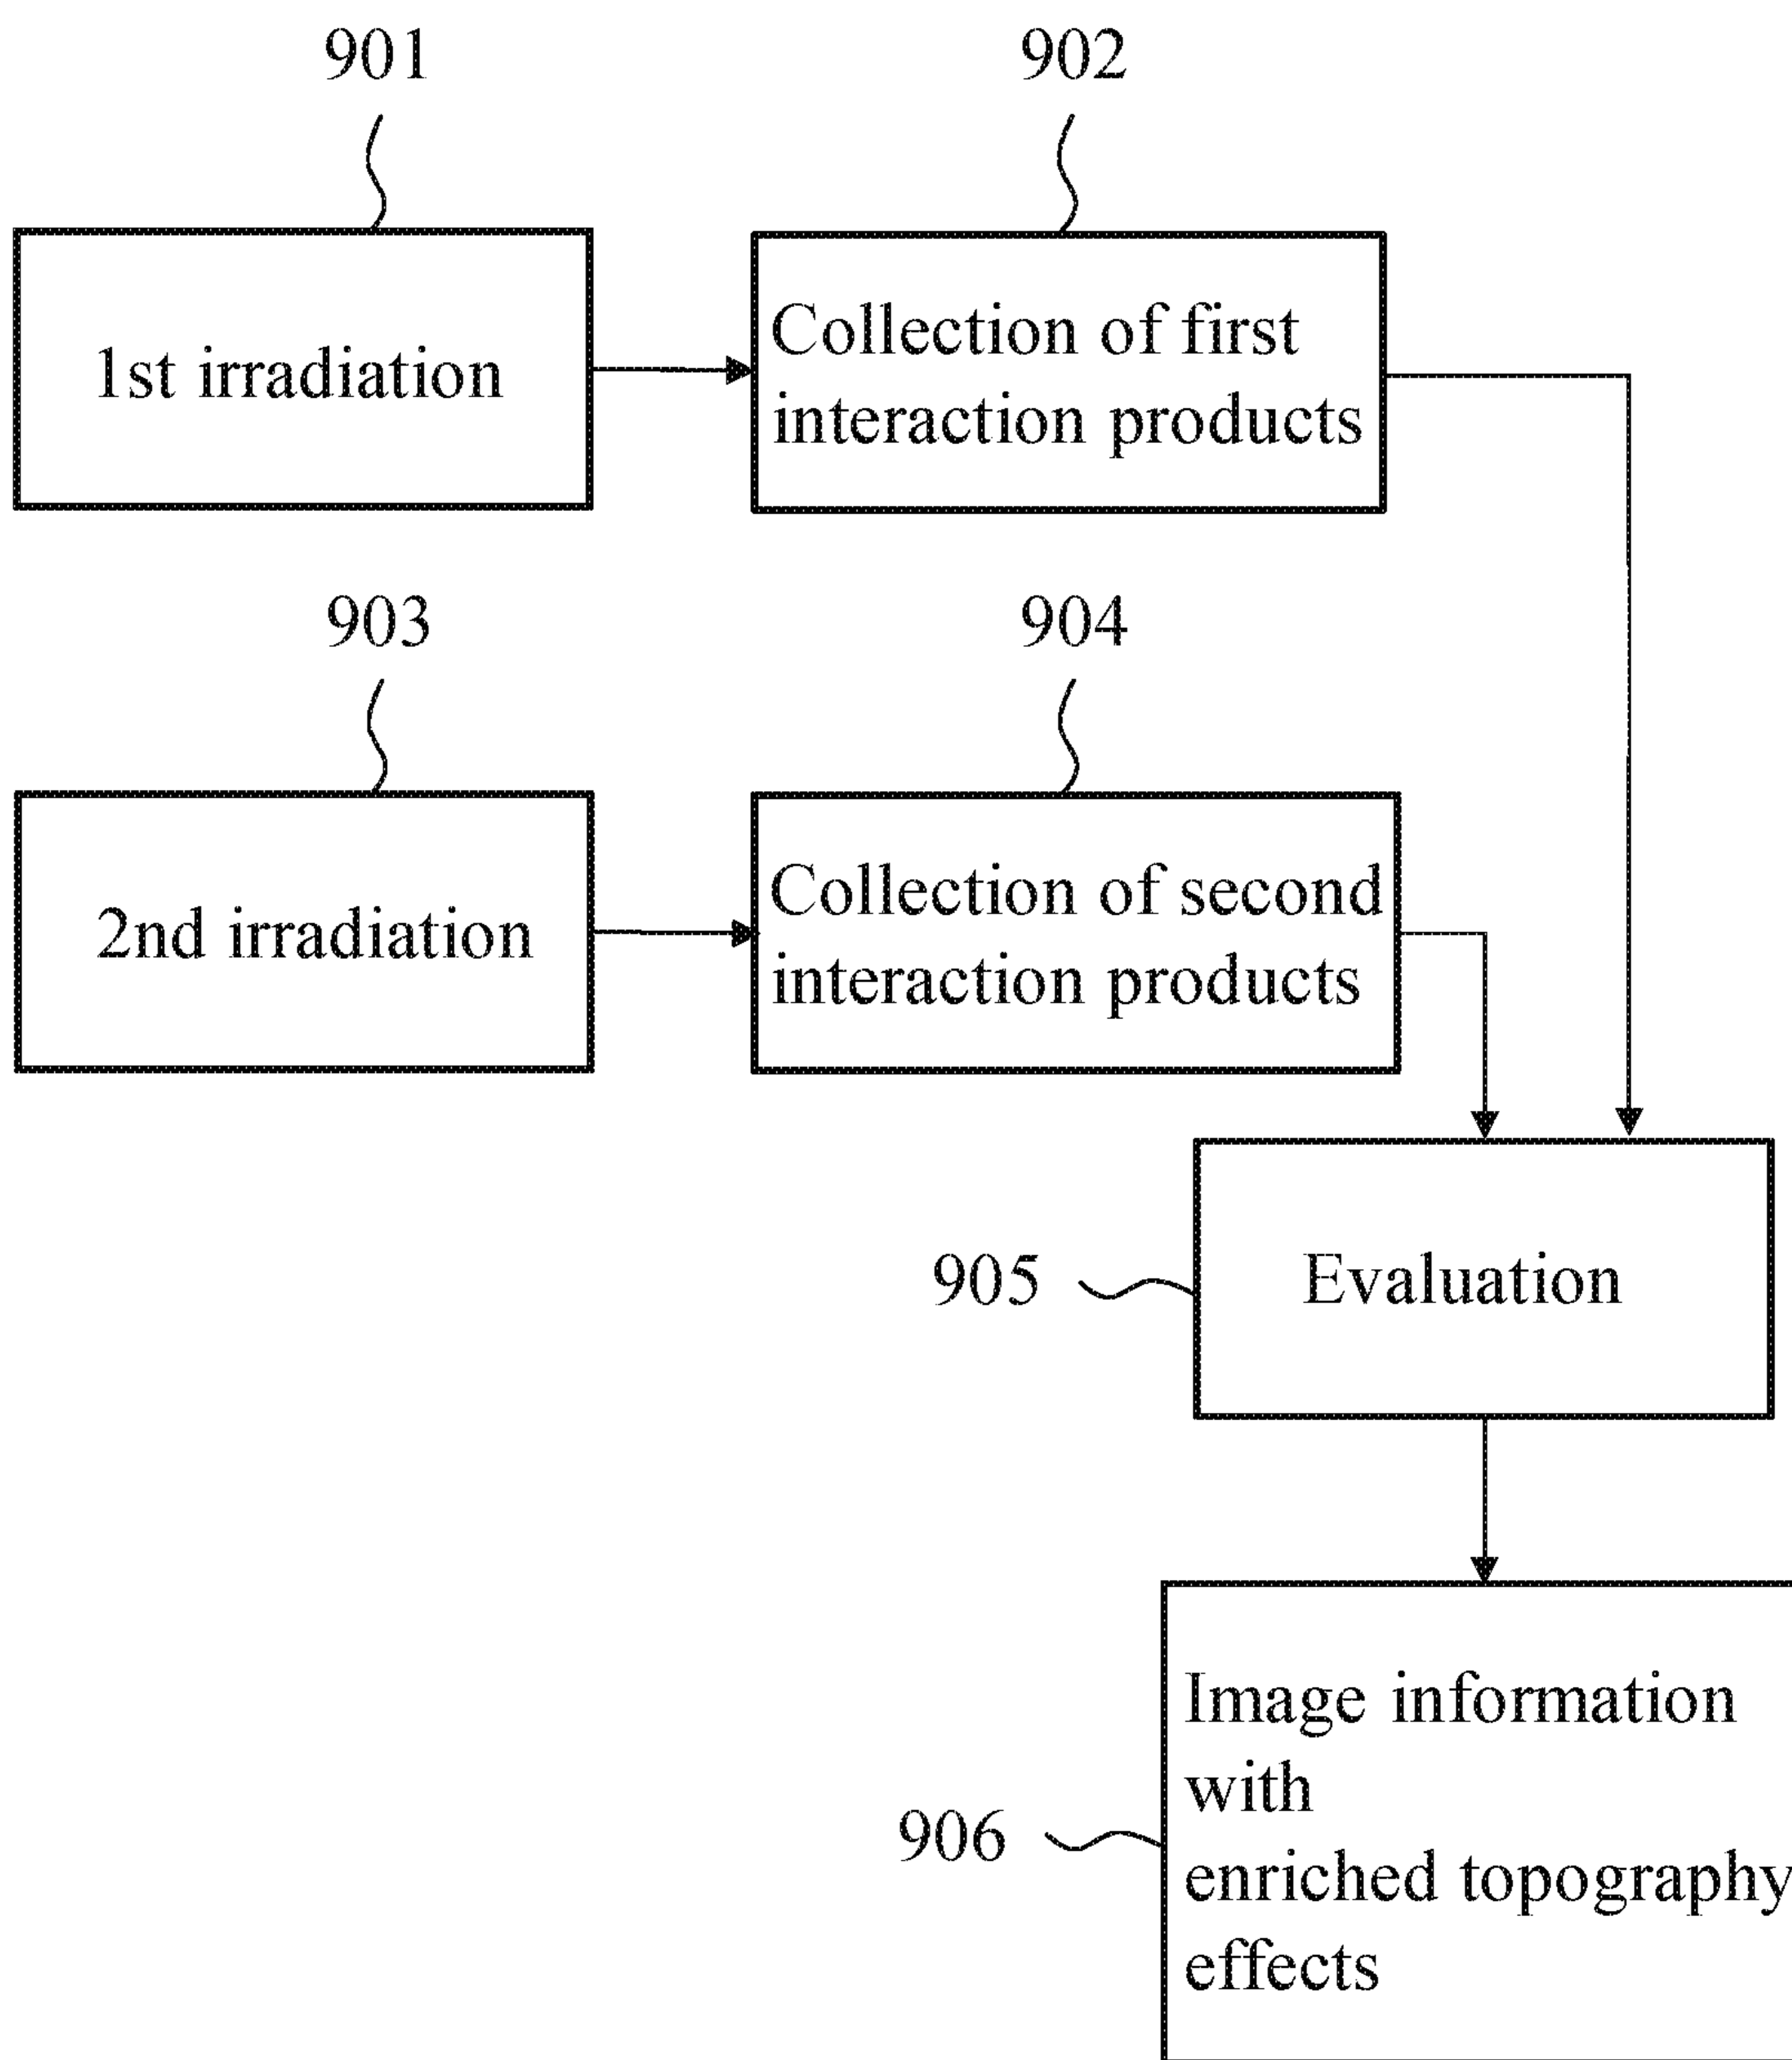 901
902
1st irradiation
Collection of first
interaction products
903
904
2nd irradiation
Collection of second
interaction products
905
Evaluation
906
Image information
with
enriched topography
effects